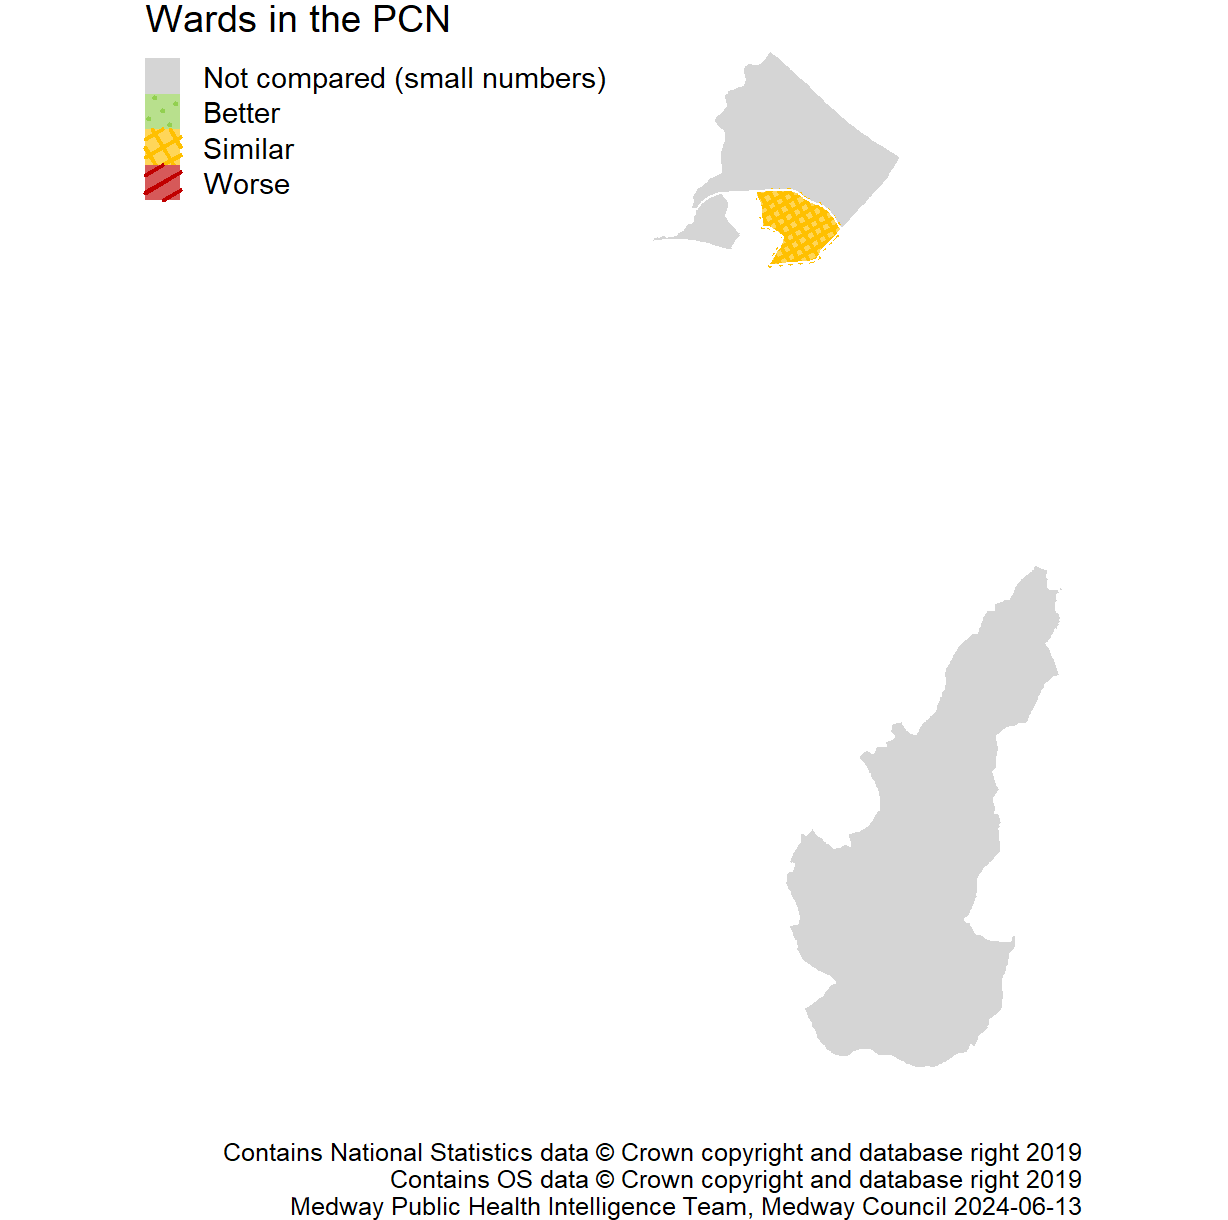 Wards in the PCN
Not compared (small numbers)
Better
Similar
Worse
Contains National Statistics data © Crown copyright and database right 2019
Contains OS data © Crown copyright and database right 2019
Medway Public Health Intelligence Team, Medway Council 2024-06-13